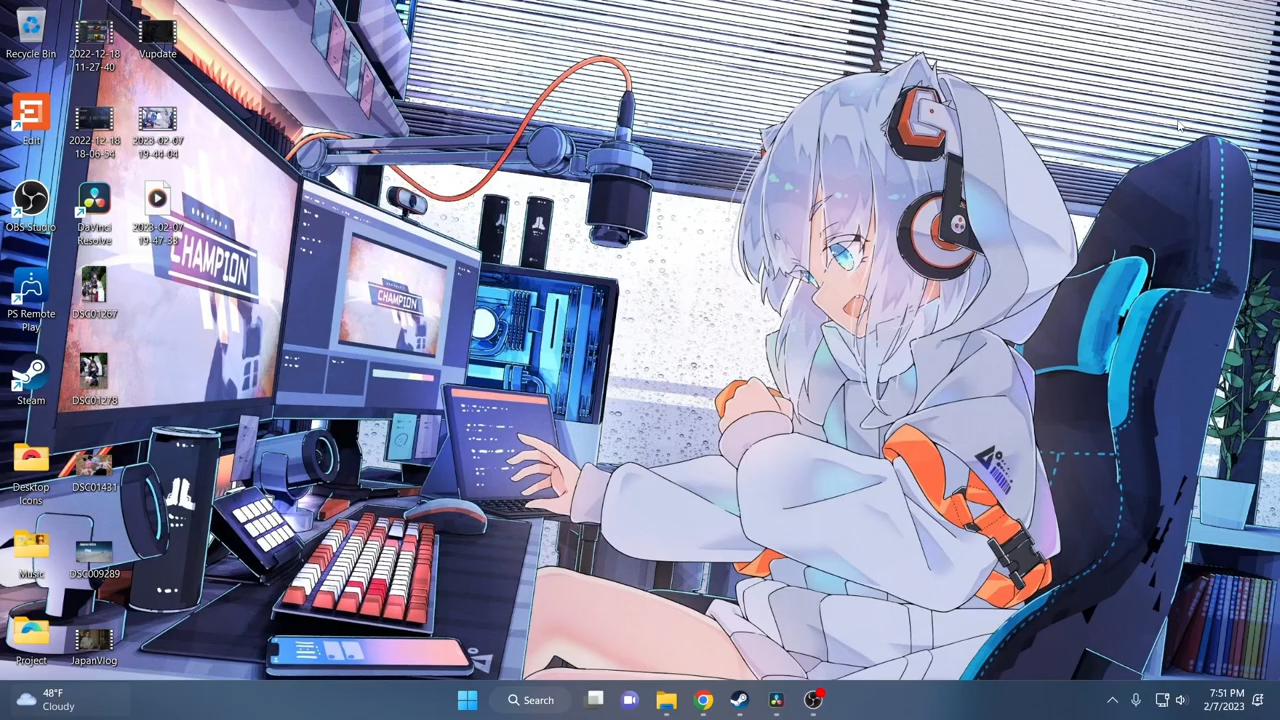 Recycle Bin
2022-12-18
11-27-40
Vupdate
Edit
2022-12-18
18-06-54
2023-02-07
19-44-04
OBS Studio
DaVinci
Resolve
2023-02-07
19-47-38
PS Remote
Play
DSC01267
Steam
DSC01278
Desktop
Icons
DSC01431
Music
DSC009289
Project
JapanVlog
CHAMPION
CHAMPION
48°F
Cloudy
Search
7:51 PM
2/7/2023